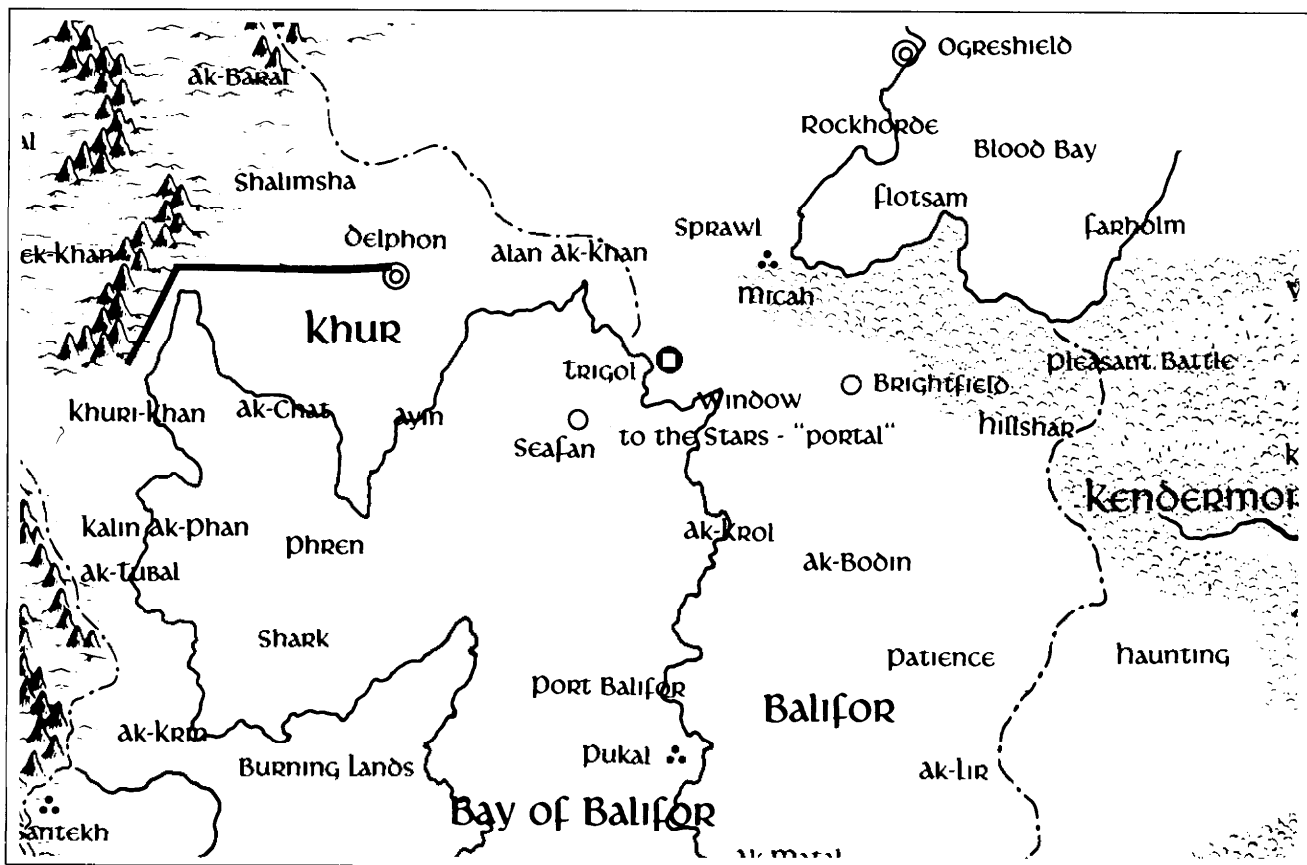 Ogreshield
ak-Baral
Rockhorde
Blood Bay
Shalimsha
Flotsam
Sprawl
Farholm
Delphon
alan ak-khan
ek-khan
Micah
Khur
Pleasant Battle
Trigol
Brightfield
Window
to the Stars - "portal"
Khuri-khan
ak-Chat
ayin
Seafan
Hillshar
Kendermor
Kalin ak-Phan
Phren
ak-Krol
ak-Tubal
ak-Bodin
Shark
Patience
Haunting
Port Balifor
Balifor
ak-Krin
Pukal
Burning Lands
ak-Lir
Bay of Balifor
antekh
ak-Matal